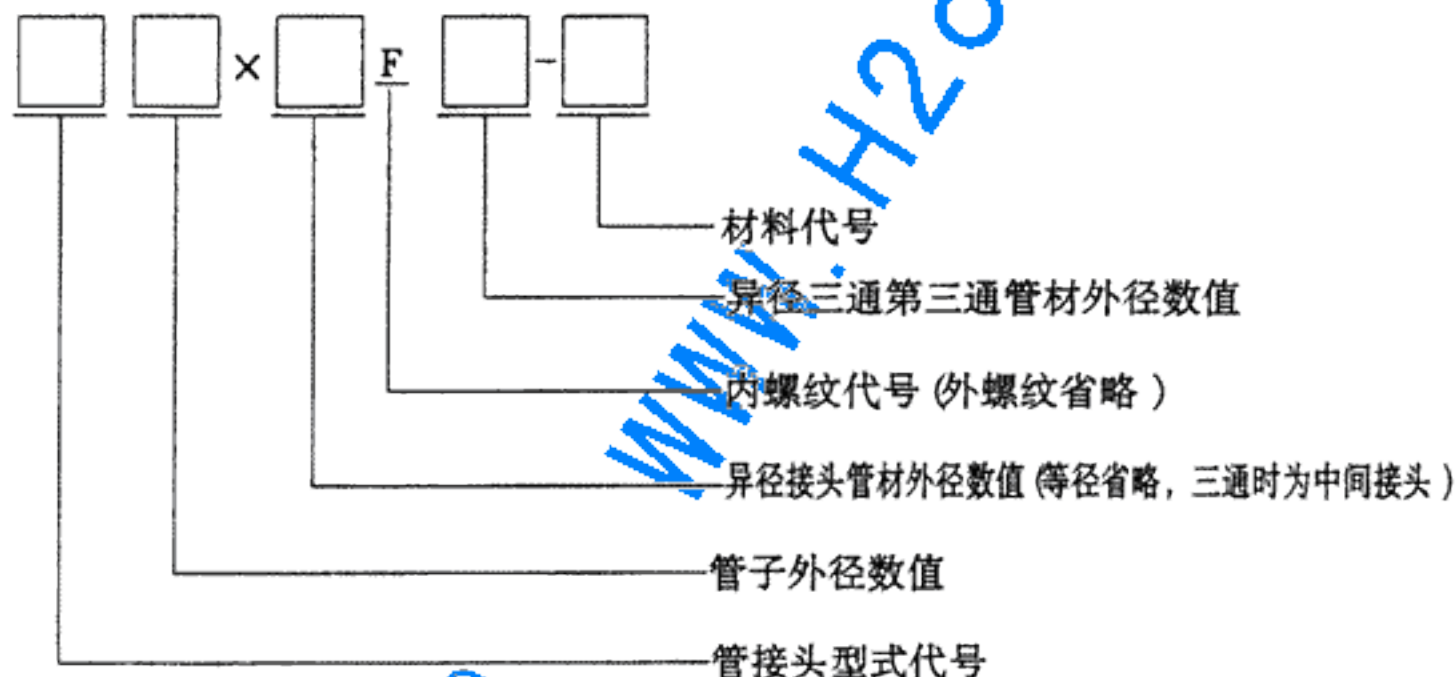 × F -
材料代号
异径三通第三通管材外径数值
内螺纹代号(外螺纹省略)
异径接头管材外径数值(等径省略，三通时为中间接头)
管子外径数值
管接头型式代号
WWW.H2O